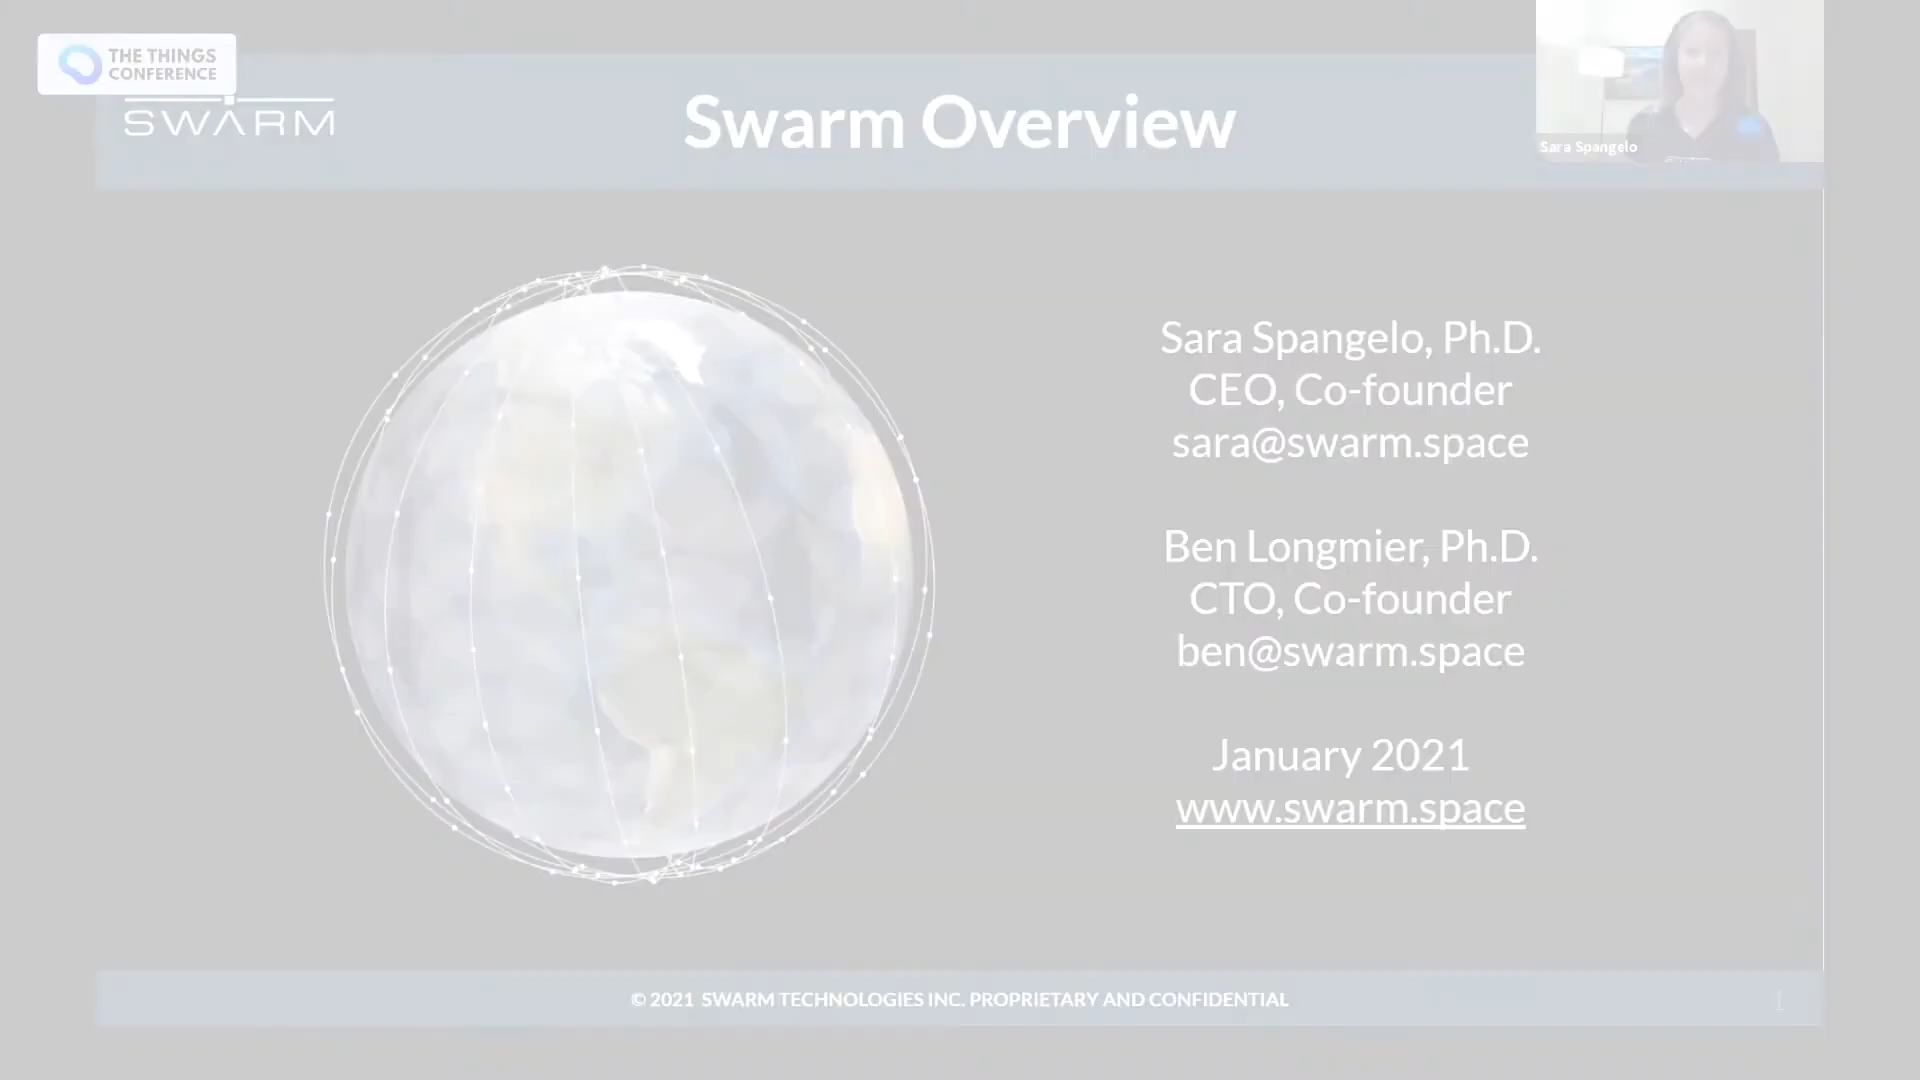 THE THINGS
CONFERENCE
SWARM
Swarm Overview
Sara Spangelo
Sara Spangelo, Ph.D.
CEO, Co-founder
sara@swarm.space
Ben Longmier, Ph.D.
CTO, Co-founder
ben@swarm.space
January 2021
www.swarm.space
© 2021 SWARM TECHNOLOGIES INC. PROPRIETARY AND CONFIDENTIAL
1